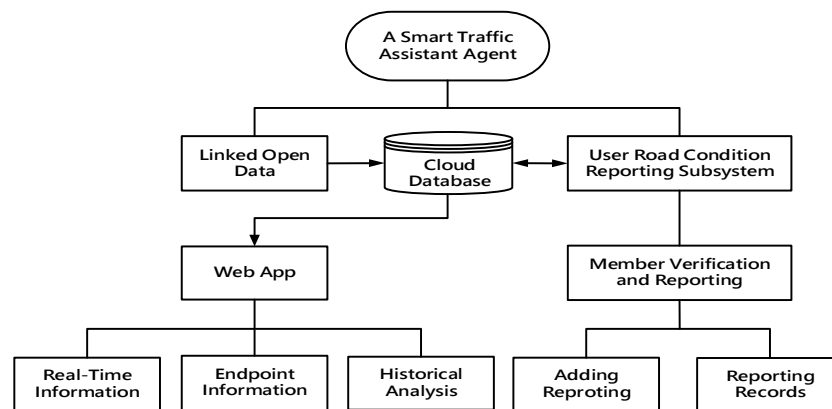 A Smart Traffic
Assistant Agent
Linked Open
Data
Cloud
Database
User Road Condition
Reporting Subsystem
Web App
Member Verification
and Reporting
Real-Time
Information
Endpoint
Information
Historical
Analysis
Adding
Reproting
Reporting
Records